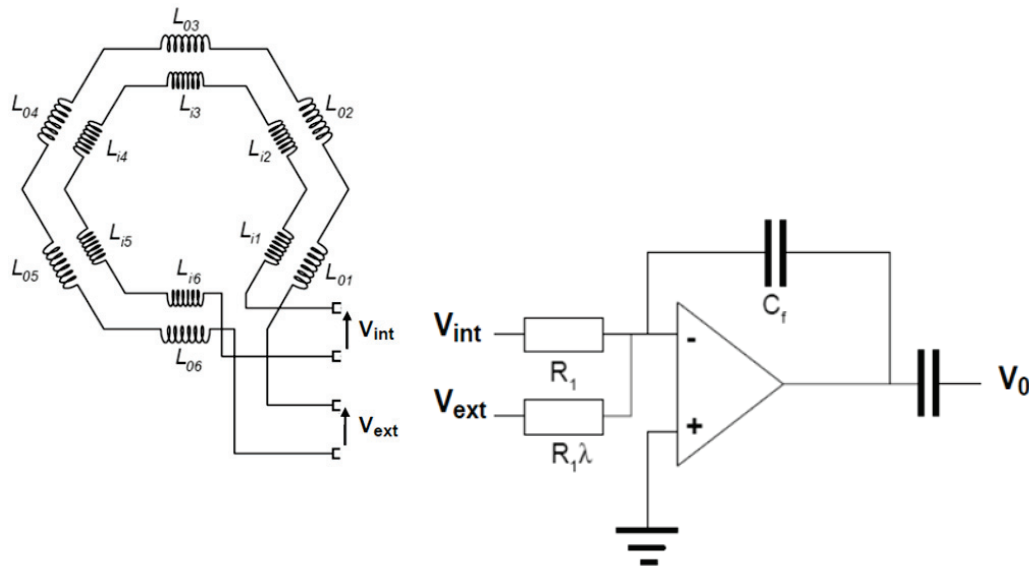 L03
L04
L02
Li3
Li4
Li2
Li5
Li1
L05
L01
Li6
L06
Vint
Vext
Vint
R1
Vext
R1λ
Cf
-
+
V0